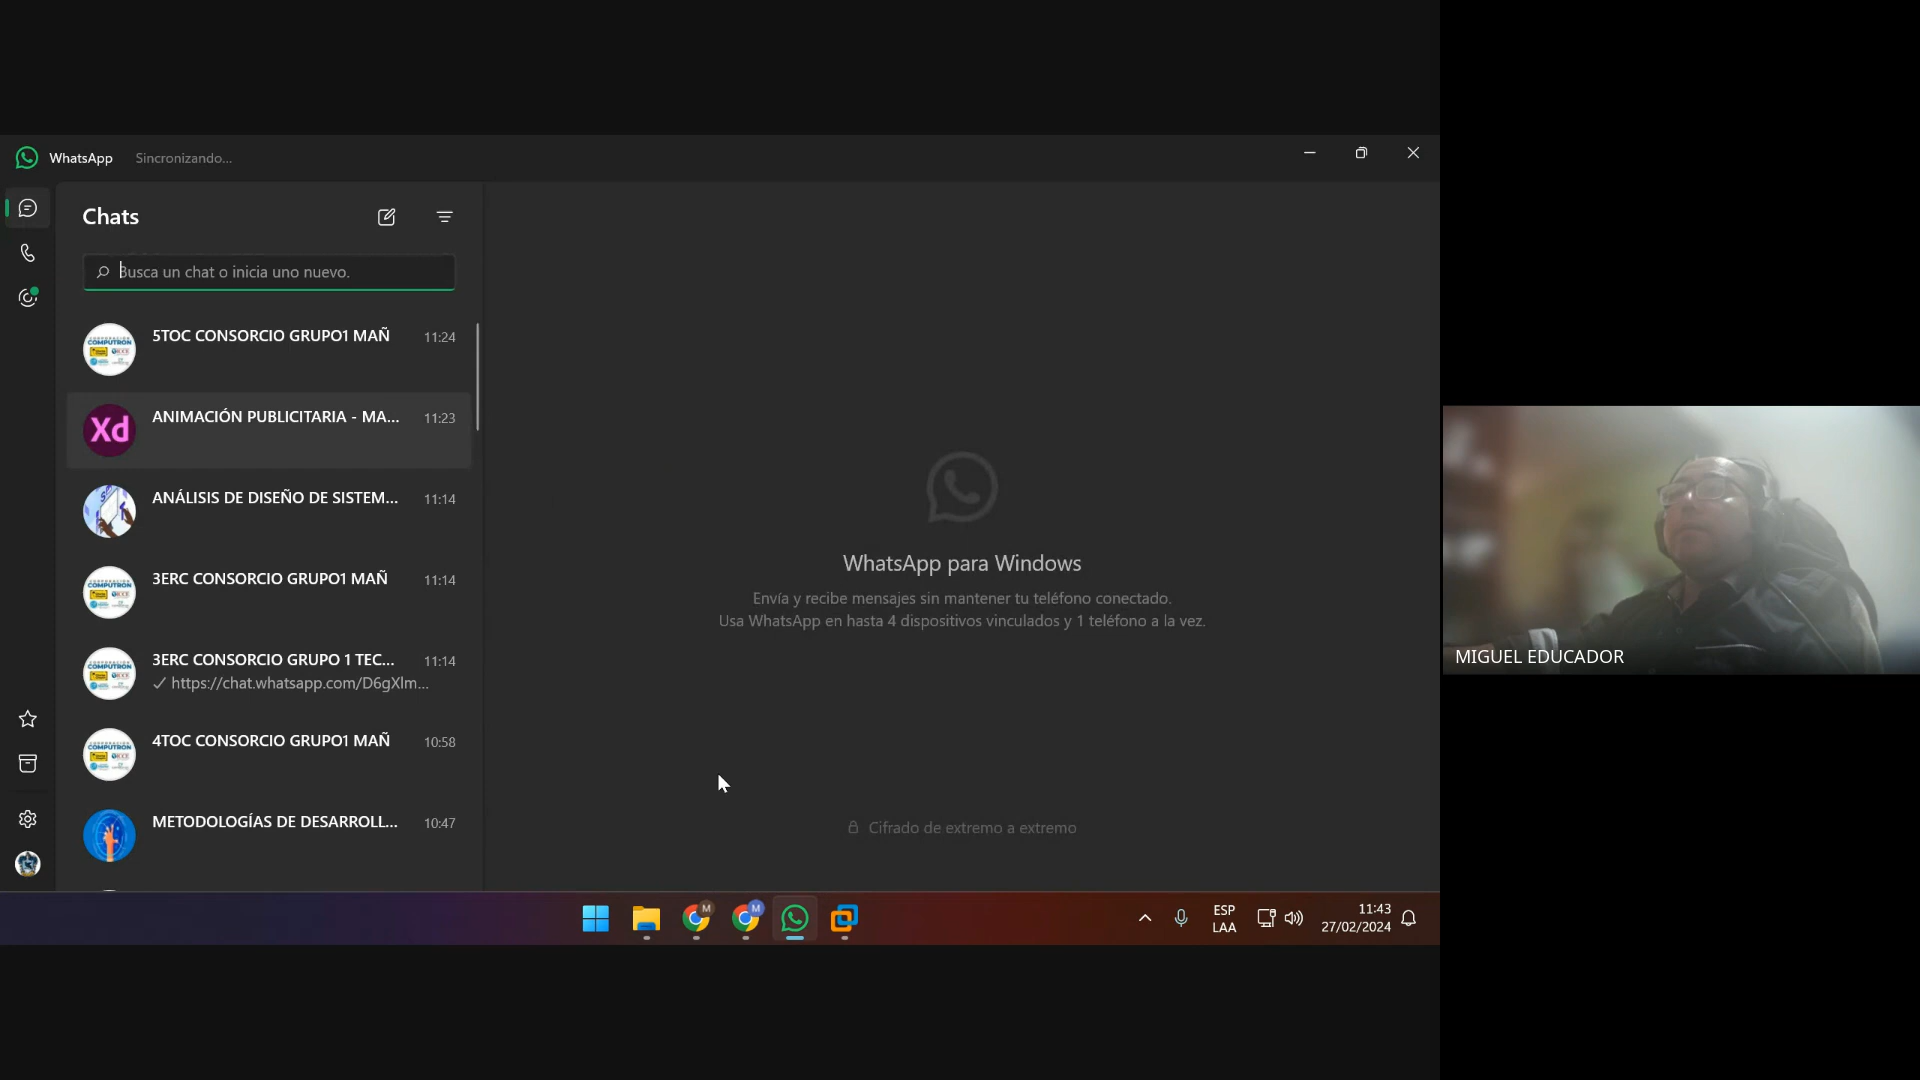 WhatsApp Sincronizando...
Chats
Busca un chat o inicia uno nuevo.
5TOC CONSORCIO GRUPO1 MAÑ 11:24
ANIMACIÓN PUBLICITARIA - MA... 11:23
Xd
ANÁLISIS DE DISEÑO DE SISTEM... 11:14
3ERC CONSORCIO GRUPO1 MAÑ 11:14
COMPUTRON
3ERC CONSORCIO GRUPO 1 TEC... 11:14
COMPUTRON
https://chat.whatsapp.com/D6gXlm...
4TOC CONSORCIO GRUPO1 MAÑ 10:58
COMPUTRON
METODOLOGÍAS DE DESARROLL... 10:47
WhatsApp para Windows
Envía y recibe mensajes sin mantener tu teléfono conectado.
Usa WhatsApp en hasta 4 dispositivos vinculados y 1 teléfono a la vez.
Cifrado de extremo a extremo
M
M
ESP
LAA
11:43
27/02/2024
MIGUEL EDUCADOR